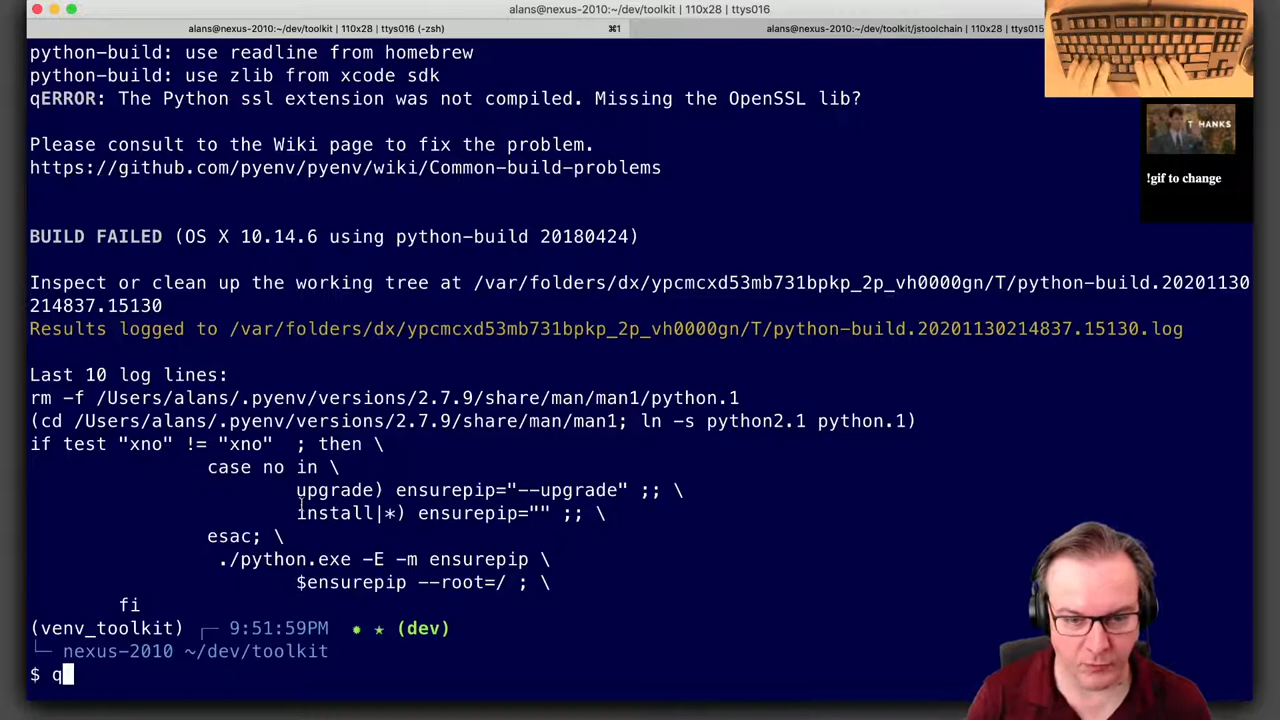 alans@nexus-2010:~/dev/toolkit | 110x28 | ttys016
alans@nexus-2010:~/dev/toolkit | 110x28 | ttys016 (-zsh)
⌘1
alans@nexus-2010:~/dev/toolkit/jstoolchain | 110x28 | ttys015
python-build: use readline from homebrew
python-build: use zlib from xcode sdk
qERROR: The Python ssl extension was not compiled. Missing the OpenSSL lib?
T HANKS
Please consult to the Wiki page to fix the problem.
https://github.com/pyenv/pyenv/wiki/Common-build-problems
!gif to change
BUILD FAILED (OS X 10.14.6 using python-build 20180424)
Inspect or clean up the working tree at /var/folders/dx/ypcmcxd53mb731bpkp_2p_vh0000gn/T/python-build.20201130
214837.15130
Results logged to /var/folders/dx/ypcmcxd53mb731bpkp_2p_vh0000gn/T/python-build.20201130214837.15130.log
Last 10 log lines:
rm -f /Users/alans/.pyenv/versions/2.7.9/share/man/man1/python.1
(cd /Users/alans/.pyenv/versions/2.7.9/share/man/man1; ln -s python2.1 python.1)
if test "xno" != "xno"  ; then \
case no in \
upgrade) ensurepip="--upgrade" ;; \
install|*) ensurepip="" ;; \
esac; \
./python.exe -E -m ensurepip \
$ensurepip --root=/ ; \
fi
(venv_toolkit) ┌─ 9:51:59PM  ✹ ★ (dev)
└─ nexus-2010 ~/dev/toolkit
$ q